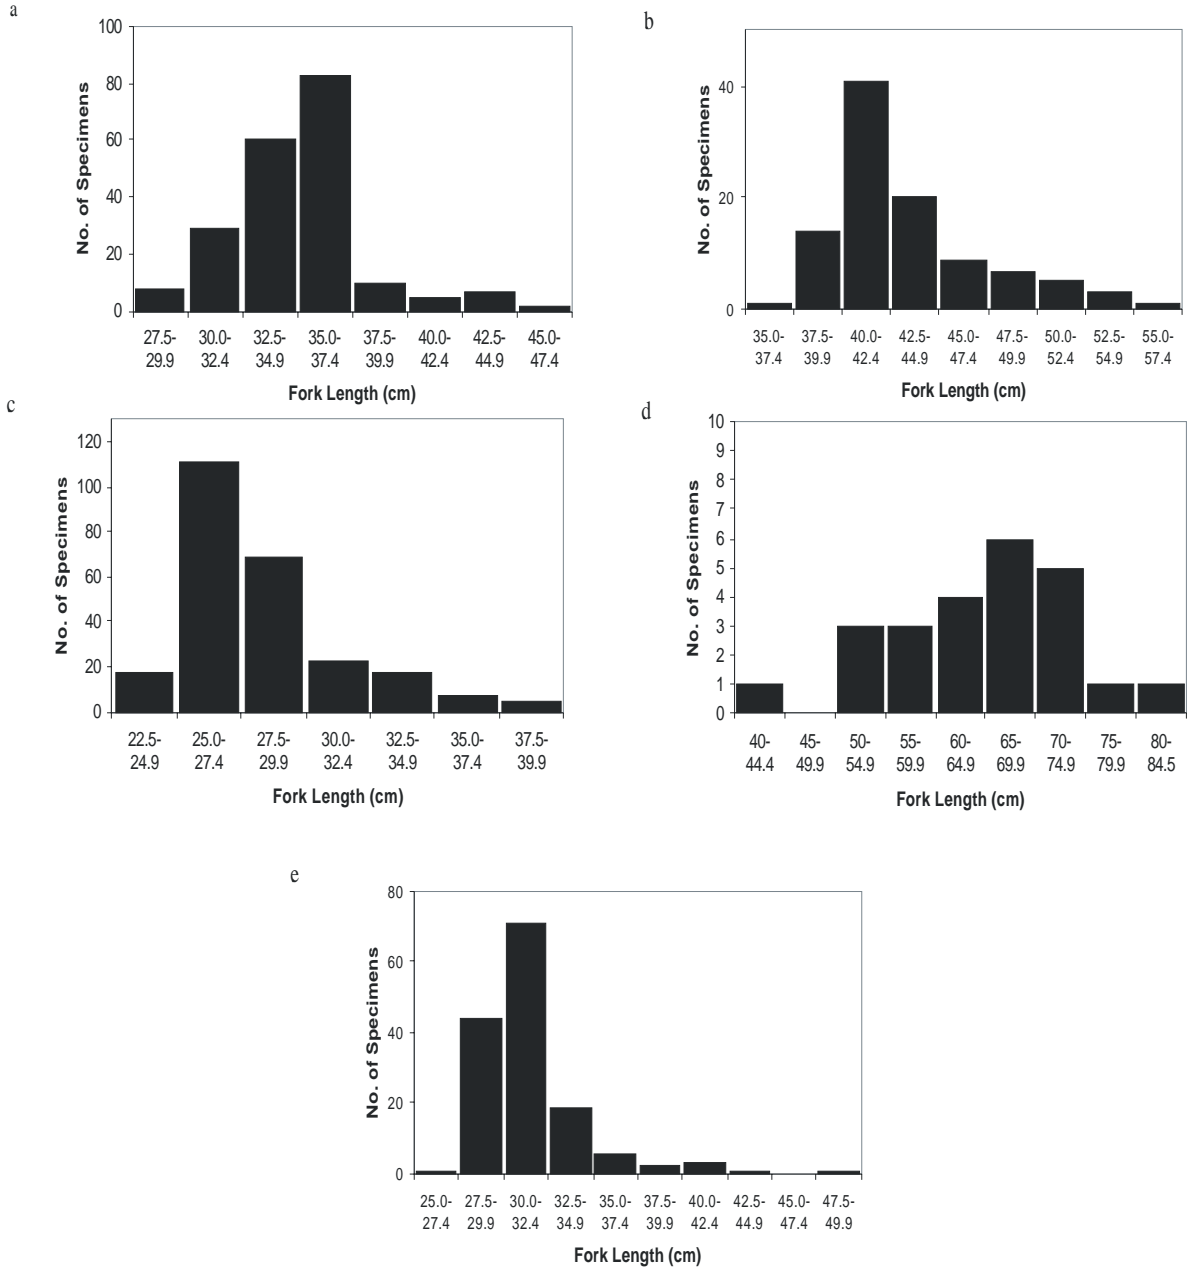 a
100
80
60
40
20
0
No. of Specimens
27.5- 30.0- 32.5- 35.0- 37.5- 40.0- 42.5- 45.0-
29.9 32.4 34.9 37.4 39.9 42.4 44.9 47.4
Fork Length (cm)
b
40
20
0
No. of Specimens
35.0- 37.5- 40.0- 42.5- 45.0- 47.5- 50.0- 52.5- 55.0-
37.4 39.9 42.4 44.9 47.4 49.9 52.4 54.9 57.4
Fork Length (cm)
c
120
100
80
60
40
20
0
No. of Specimens
22.5- 25.0- 27.5- 30.0- 32.5- 35.0- 37.5-
24.9 27.4 29.9 32.4 34.9 37.4 39.9
Fork Length (cm)
d
10
9
8
7
6
5
4
3
2
1
0
No. of Specimens
40- 45- 50- 55- 60- 65- 70- 75- 80-
44.4 49.9 54.9 59.9 64.9 69.9 74.9 79.9 84.5
Fork Length (cm)
e
80
60
40
20
0
No. of Specimens
25.0- 27.5- 30.0- 32.5- 35.0- 37.5- 40.0- 42.5- 45.0- 47.5-
27.4 29.9 32.4 34.9 37.4 39.9 42.4 44.9 47.4 49.9
Fork Length (cm)